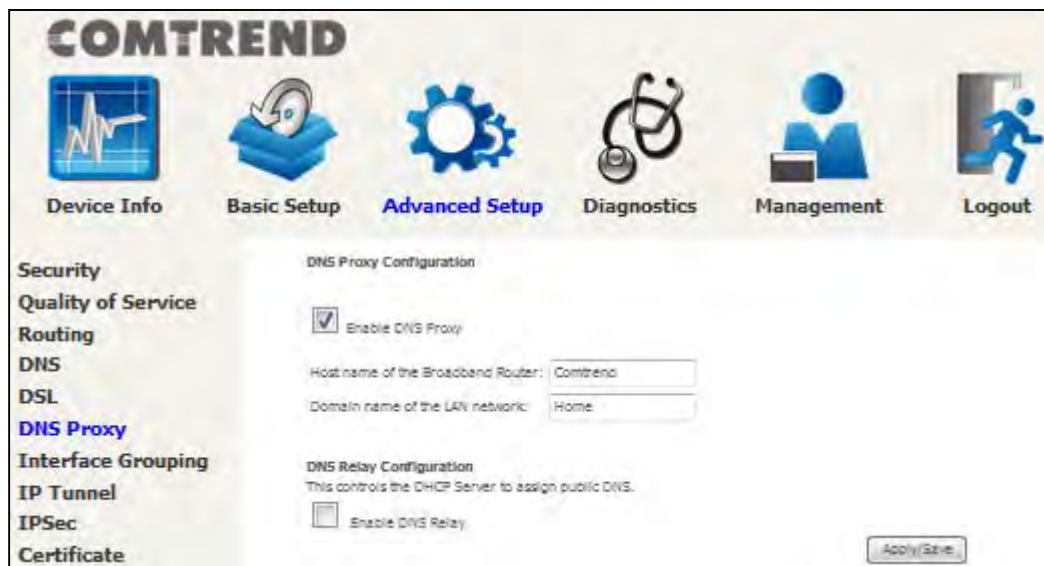 COMTREND
Device Info
Basic Setup
Advanced Setup
Diagnostics
Management
Logout
Security
Quality of Service
Routing
DNS
DSL
DNS Proxy
Interface Grouping
IP Tunnel
IPSec
Certificate
DNS Proxy Configuration
Enable DNS Proxy
Host name of the Broadband Router: Comtrend
Domain name of the LAN network: Home
DNS Relay Configuration
This controls the DHCP Server to assign public DNS.
Enable DNS Relay
Apply/Save